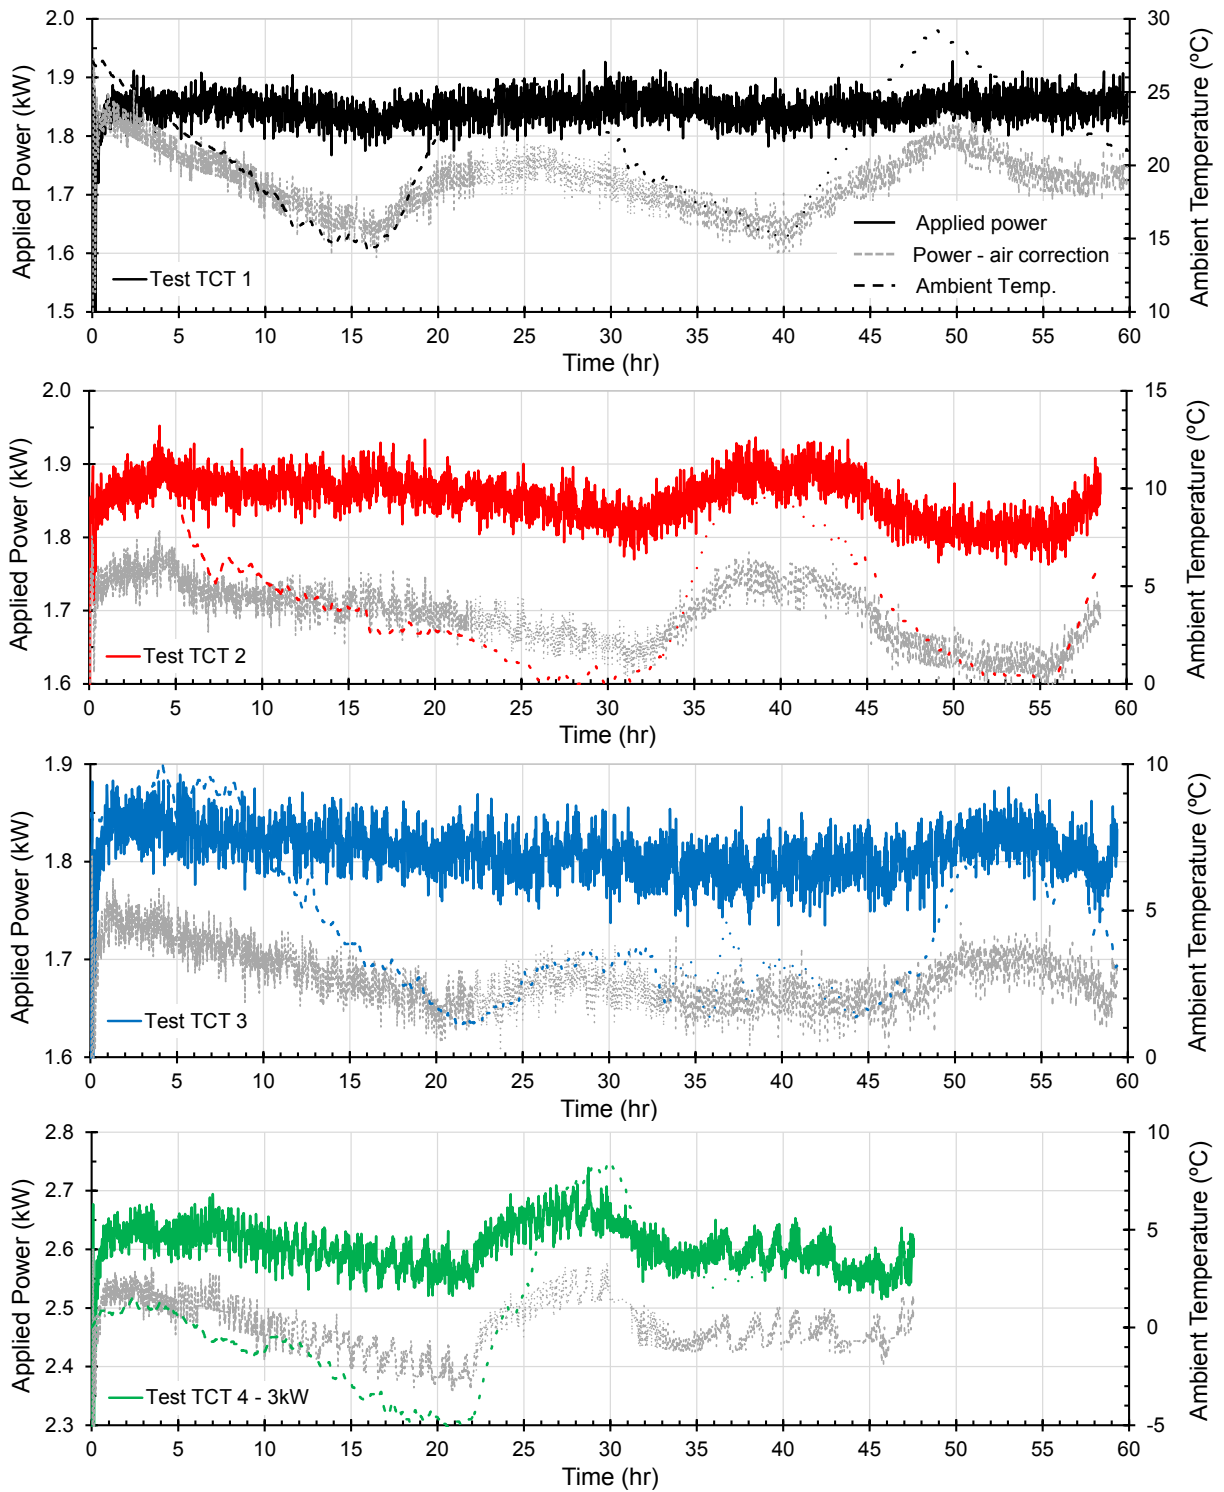 2.0
1.9
1.8
1.7
1.6
1.5
Applied Power (kW)
30
25
20
15
10
Ambient Temperature (ºC)
Applied power
Power - air correction
Ambient Temp.
Test TCT 1
0 5 10 15 20 25 30 35 40 45 50 55 60
Time (hr)
2.0
1.9
1.8
1.7
1.6
Applied Power (kW)
15
10
5
0
Ambient Temperature (ºC)
Test TCT 2
0 5 10 15 20 25 30 35 40 45 50 55 60
Time (hr)
1.9
1.8
1.7
1.6
Applied Power (kW)
10
5
0
Ambient Temperature (ºC)
Test TCT 3
0 5 10 15 20 25 30 35 40 45 50 55 60
Time (hr)
2.8
2.7
2.6
2.5
2.4
2.3
Applied Power (kW)
10
5
0
-5
Ambient Temperature (ºC)
Test TCT 4 - 3kW
0 5 10 15 20 25 30 35 40 45 50 55 60
Time (hr)